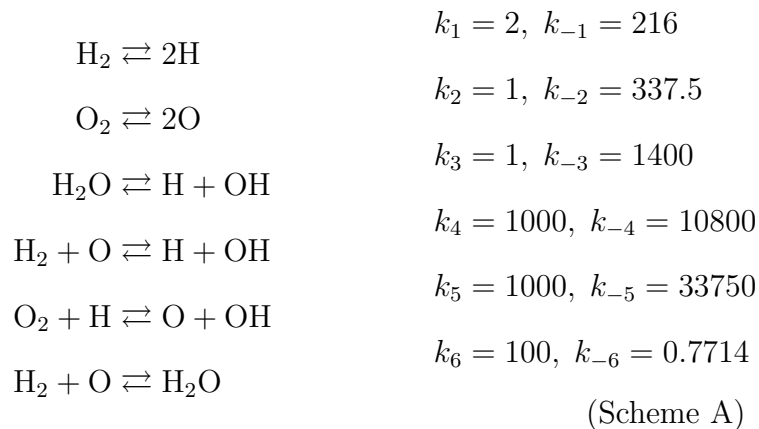 H₂ ⇄ 2H    k₁ = 2, k₋₁ = 216
O₂ ⇄ 2O    k₂ = 1, k₋₂ = 337.5
H₂O ⇄ H + OH    k₃ = 1, k₋₃ = 1400
H₂ + O ⇄ H + OH    k₄ = 1000, k₋₄ = 10800
O₂ + H ⇄ O + OH    k₅ = 1000, k₋₅ = 33750
H₂ + O ⇄ H₂O    k₆ = 100, k₋₆ = 0.7714
(Scheme A)